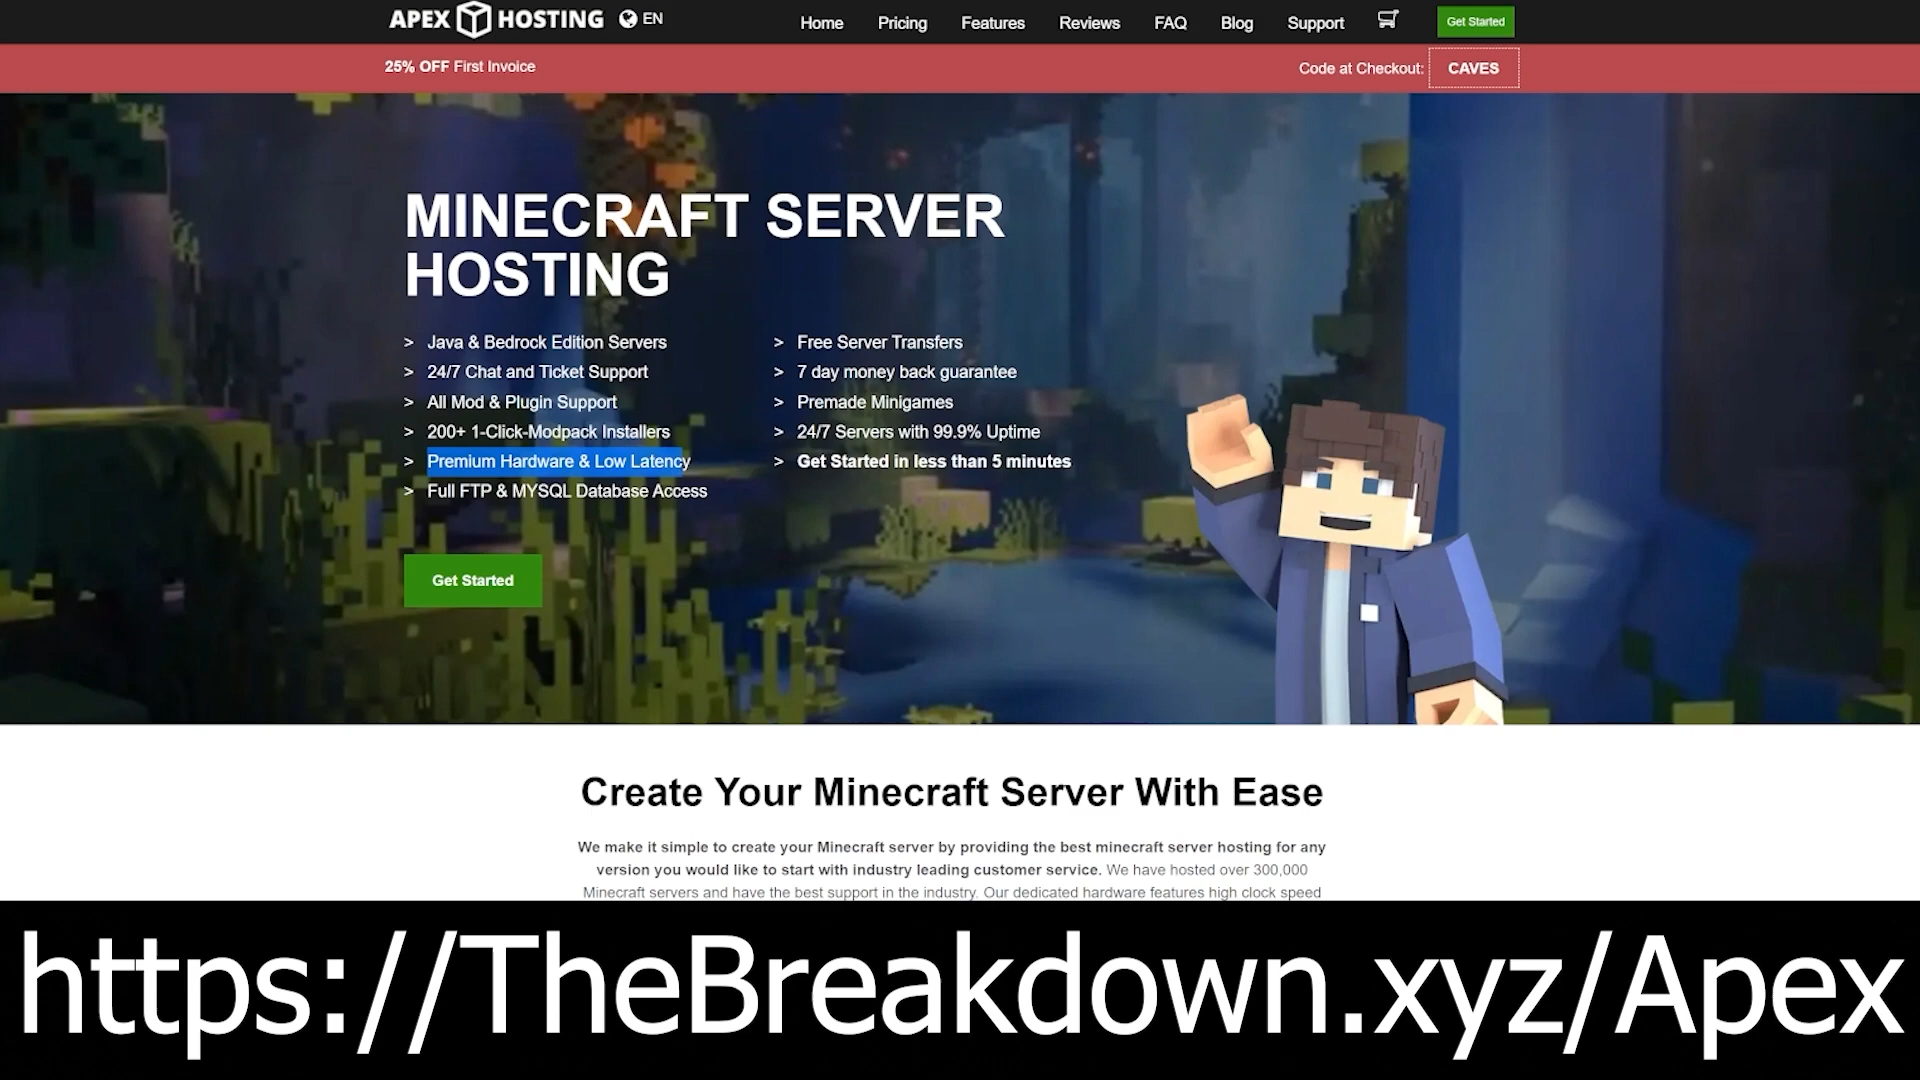 APEX HOSTING EN Home Pricing Features Reviews FAQ Blog Support Get Started
25% OFF First Invoice Code at Checkout: CAVES
MINECRAFT SERVER
HOSTING
> Java & Bedrock Edition Servers
> 24/7 Chat and Ticket Support
> All Mod & Plugin Support
> 200+ 1-Click-Modpack Installers
> Premium Hardware & Low Latency
> Full FTP & MYSQL Database Access
> Free Server Transfers
> 7 day money back guarantee
> Premade Minigames
> 24/7 Servers with 99.9% Uptime
> Get Started in less than 5 minutes
Get Started
Create Your Minecraft Server With Ease
We make it simple to create your Minecraft server by providing the best minecraft server hosting for any
version you would like to start with industry leading customer service. We have hosted over 300,000
Minecraft servers and have the best support in the industry. Our dedicated hardware features high clock speed
https://TheBreakdown.xyz/Apex